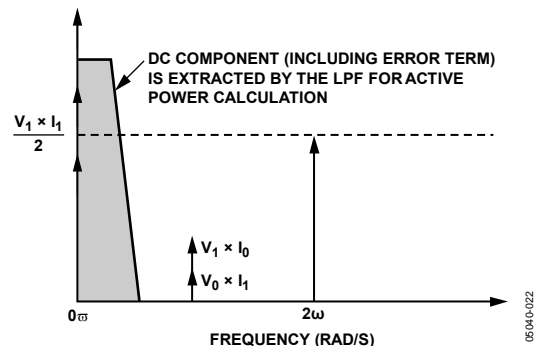 DC COMPONENT (INCLUDING ERROR TERM)
IS EXTRACTED BY THE LPF FOR ACTIVE
POWER CALCULATION
V₁ × I₁
2
V₁ × I₀
V₀ × I₁
0ϖ
2ω
FREQUENCY (RAD/S)
05040-022